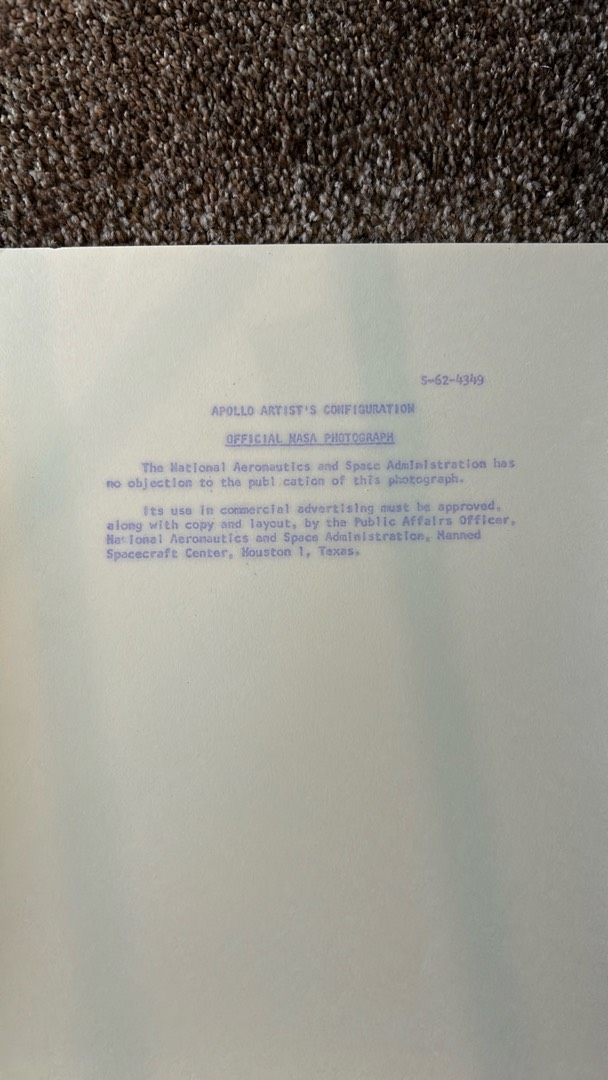 S-62-4349
APOLLO ARTIST'S CONFIGURATION
OFFICIAL NASA PHOTOGRAPH
The National Aeronautics and Space Administration has
no objection to the publ cation of this photograph.
Its use in commercial advertising must be approved,
along with copy and layout, by the Public Affairs Officer,
National Aeronautics and Space Administration, Manned
Spacecraft Center, Houston 1, Texas.